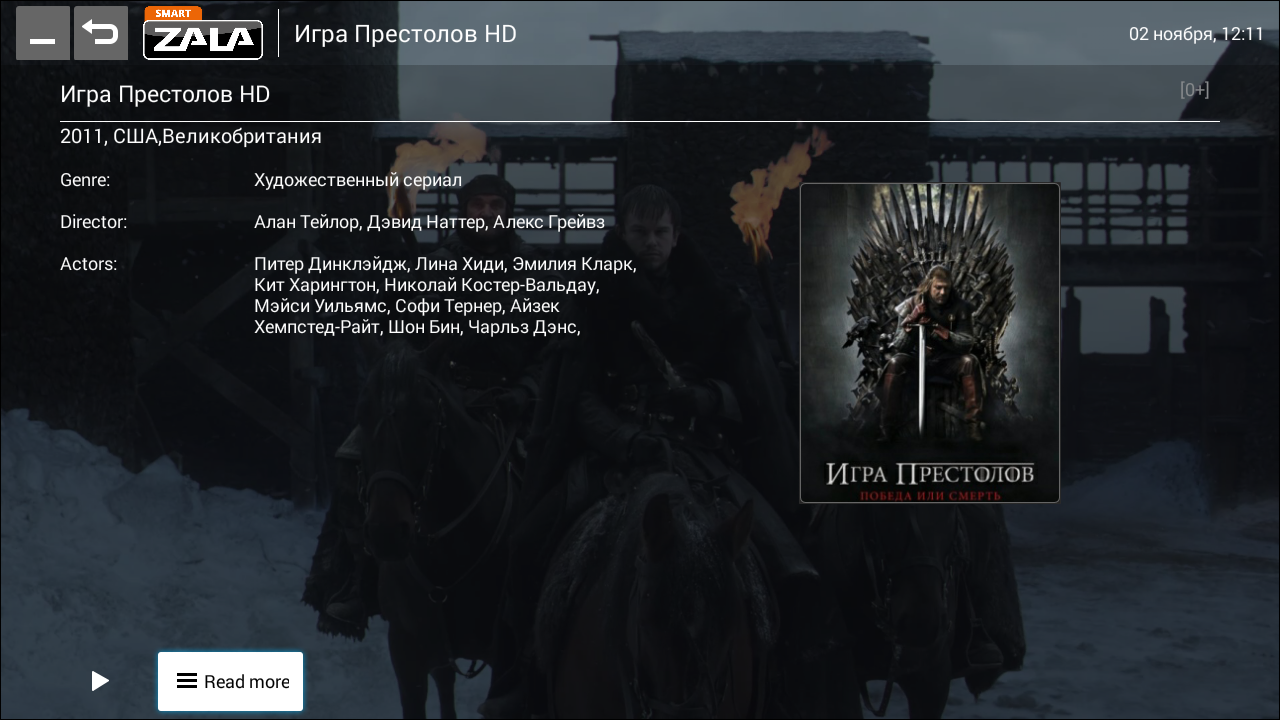 SMART
ZALA
Игра Престолов HD
02 ноября, 12:11
Игра Престолов HD
[0+]
2011, США,Великобритания
Genre: Художественный сериал
Director: Алан Тейлор, Дэвид Наттер, Алекс Грейвз
Actors: Питер Динклэйдж, Лина Хиди, Эмилия Кларк,
Кит Харингтон, Николай Костер-Вальдау,
Мэйси Уильямс, Софи Тернер, Айзек
Хемпстед-Райт, Шон Бин, Чарльз Дэнс,
ИГРА ПРЕСТОЛОВ
ПОБЕДА ИЛИ СМЕРТЬ
Read more